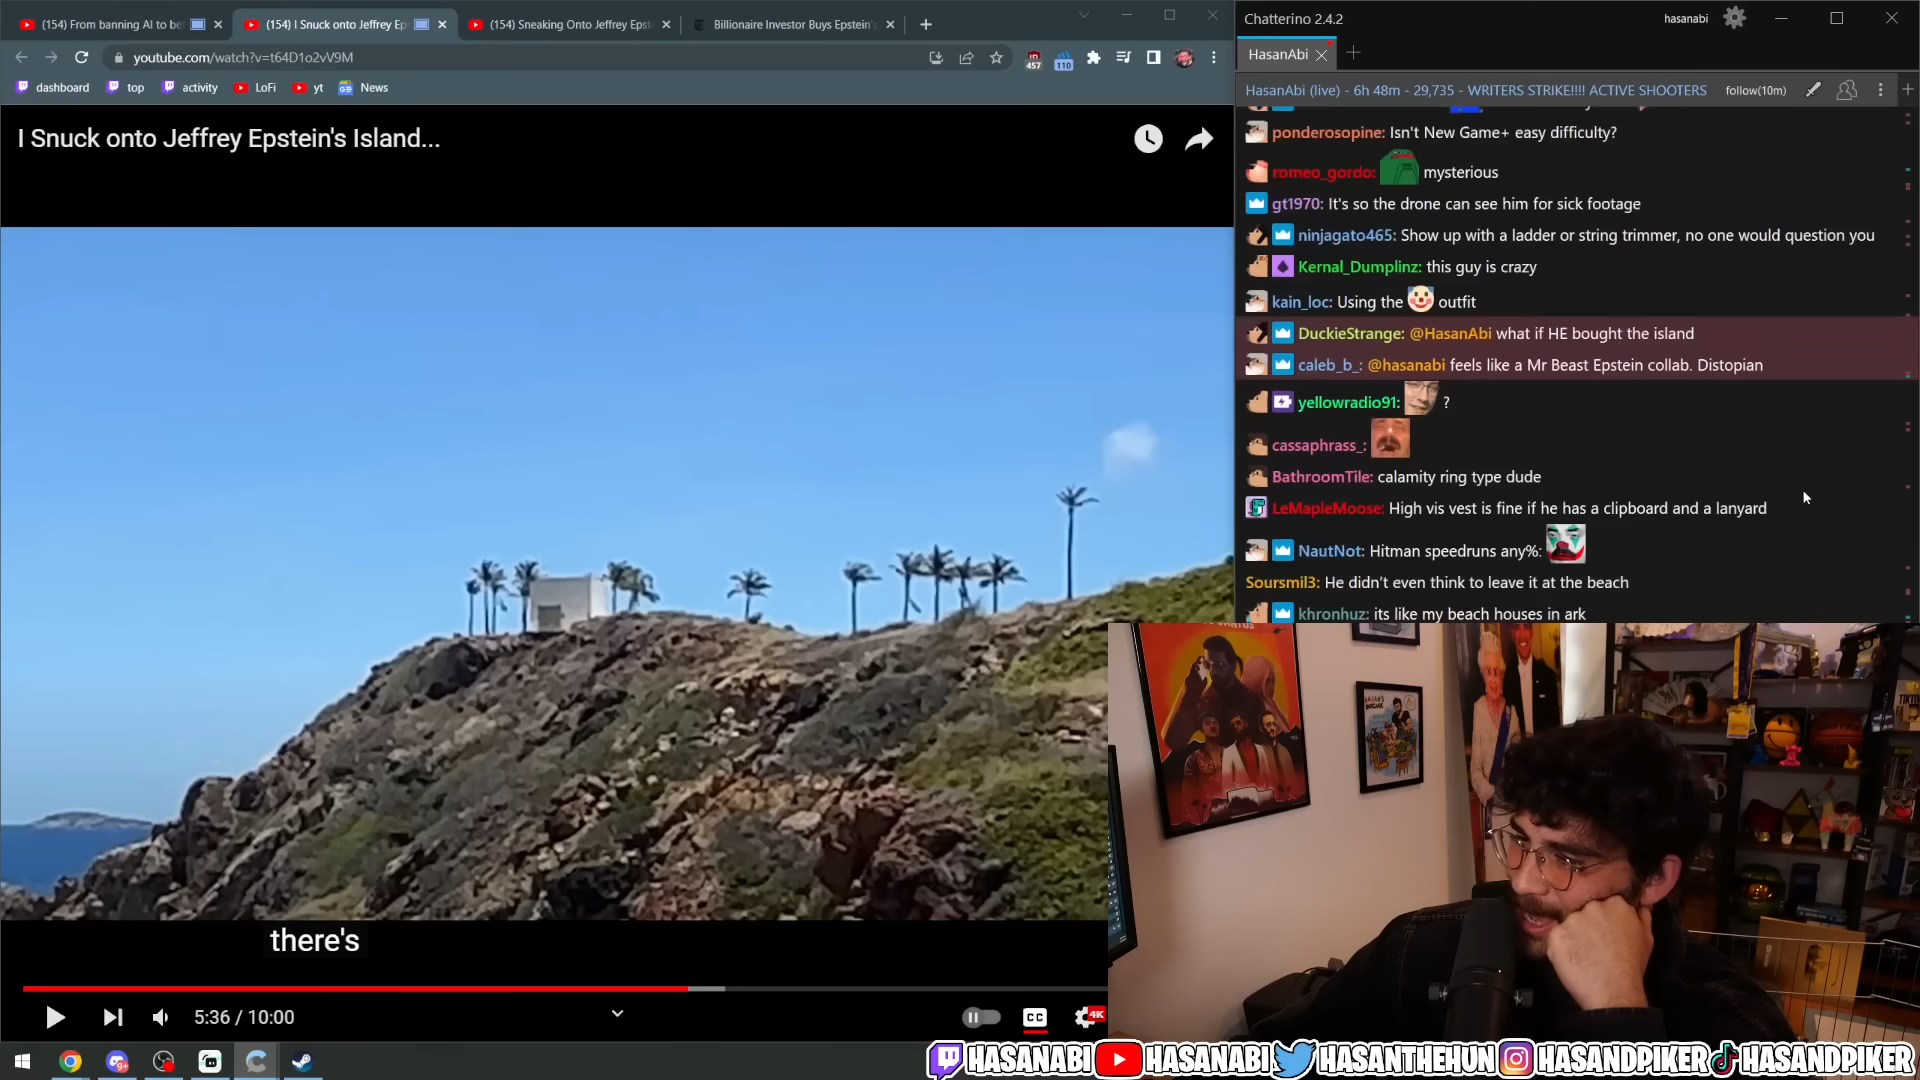 (154) From banning AI to be
(154) I Snuck onto Jeffrey Ep
(154) Sneaking Onto Jeffrey Epst
Billionaire Investor Buys Epstein'
youtube.com/watch?v=t64D1o2vV9M
457
110
dashboard
top
activity
LoFi
yt
News
I Snuck onto Jeffrey Epstein's Island...
there's
5:36 / 10:00
CC
4K
Chatterino 2.4.2
hasanabi
HasanAbi
HasanAbi (live) - 6h 48m - 29,735 - WRITERS STRIKE!!!! ACTIVE SHOOTERS
follow(10m)
ponderosopine: Isn't New Game+ easy difficulty?
romeo_gordo: mysterious
gt1970: It's so the drone can see him for sick footage
ninjagato465: Show up with a ladder or string trimmer, no one would question you
Kernal_Dumplinz: this guy is crazy
kain_loc: Using the outfit
DuckieStrange: @HasanAbi what if HE bought the island
caleb_b_: @hasanabi feels like a Mr Beast Epstein collab. Distopian
yellowradio91: ?
cassaphrass_:
BathroomTile: calamity ring type dude
LeMapleMoose: High vis vest is fine if he has a clipboard and a lanyard
NautNot: Hitman speedruns any%:
Soursmil3: He didn't even think to leave it at the beach
khronhuz: its like my beach houses in ark
HASANABI HASANABI HASANTHEHUN HASANDPIKER HASANDPIKER